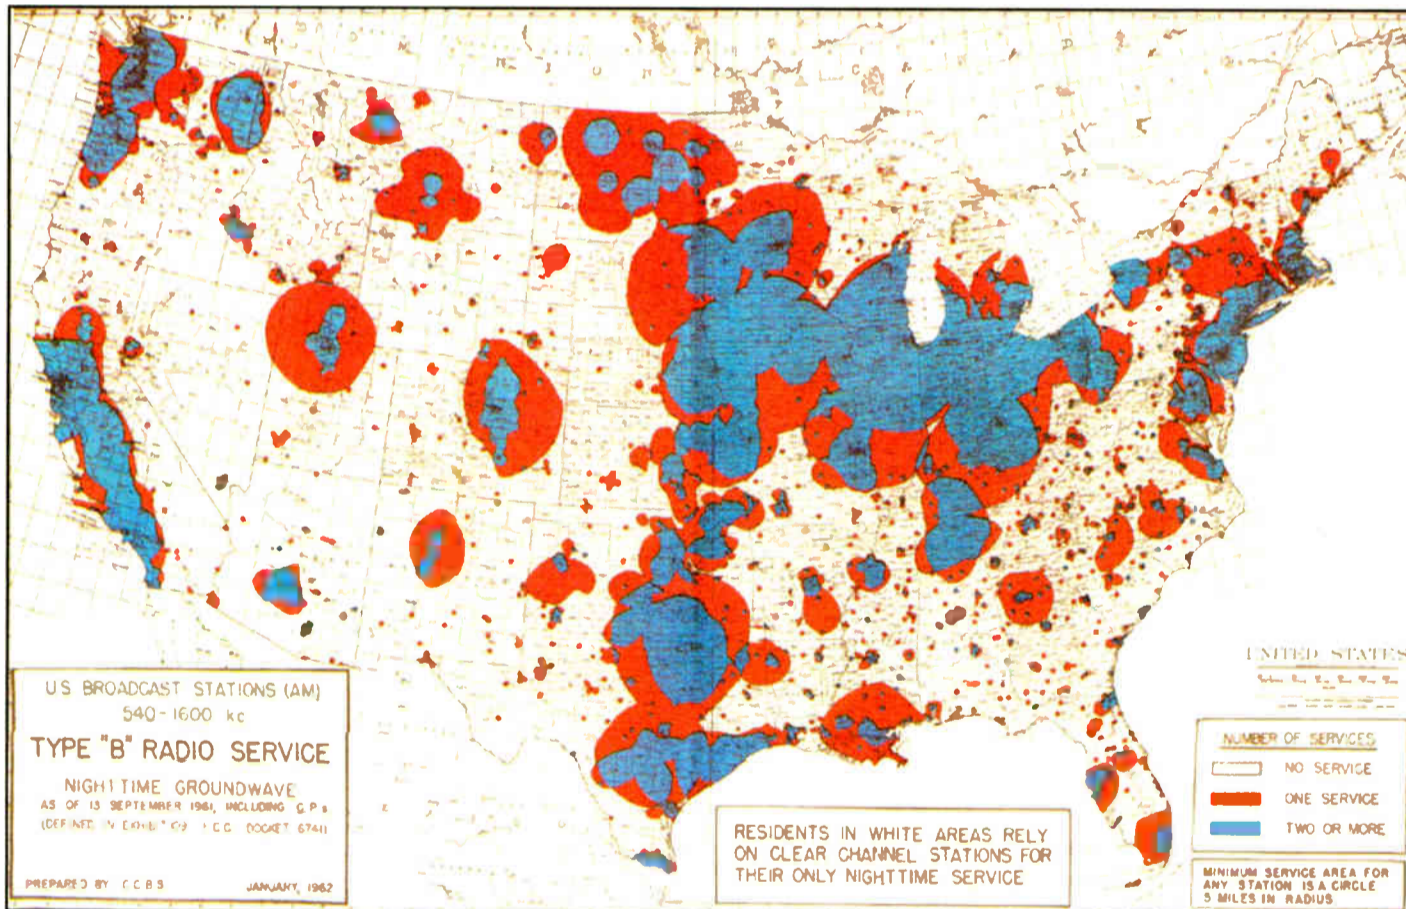 U.S. BROADCAST STATIONS (AM)
540-1600 kc
TYPE "B" RADIO SERVICE
NIGHTTIME GROUNDWAVE
AS OF 13 SEPTEMBER 1961, INCLUDING C.P.s
(DEFINED IN DOCKET 6741)
PREPARED BY C C B S
JANUARY, 1962
RESIDENTS IN WHITE AREAS RELY
ON CLEAR CHANNEL STATIONS FOR
THEIR ONLY NIGHTTIME SERVICE
UNITED STATES
NUMBER OF SERVICES
NO SERVICE
ONE SERVICE
TWO OR MORE
MINIMUM SERVICE AREA FOR
ANY STATION IS A CIRCLE
5 MILES IN RADIUS